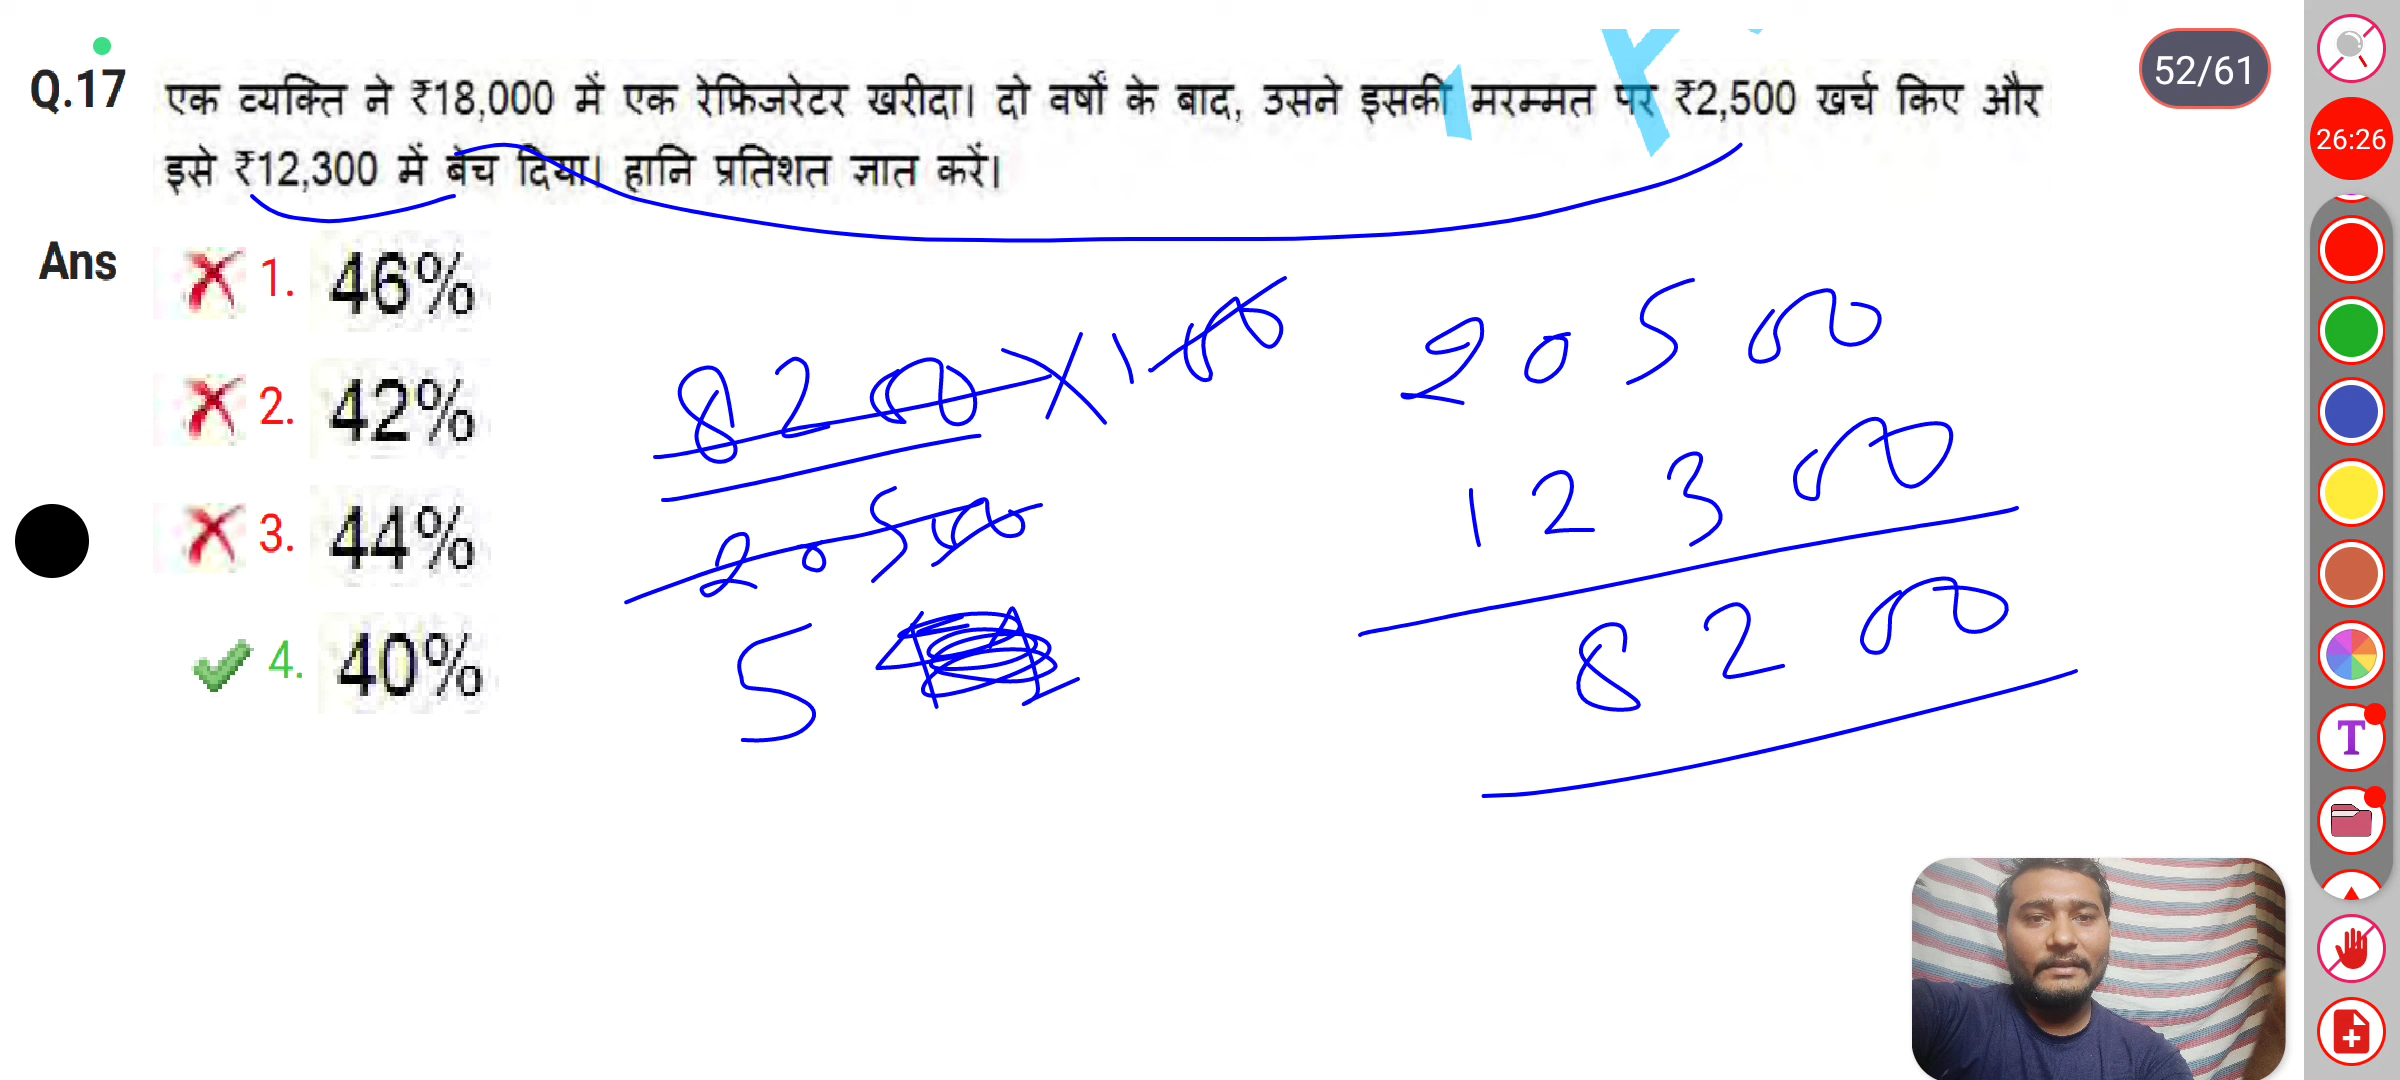 52/61
Q.17 एक व्यक्ति ने ₹18,000 में एक रेफ्रिजरेटर खरीदा। दो वर्षों के बाद, उसने इसकी मरम्मत पर ₹2,500 खर्च किए और
26:26
इसे ₹12,300 में बेच दिया। हानि प्रतिशत ज्ञात करें।
Ans 1. 46%
2. 42%
3. 44%
4. 40%
8200 X 100
20500
5
20500
12300
8200
T